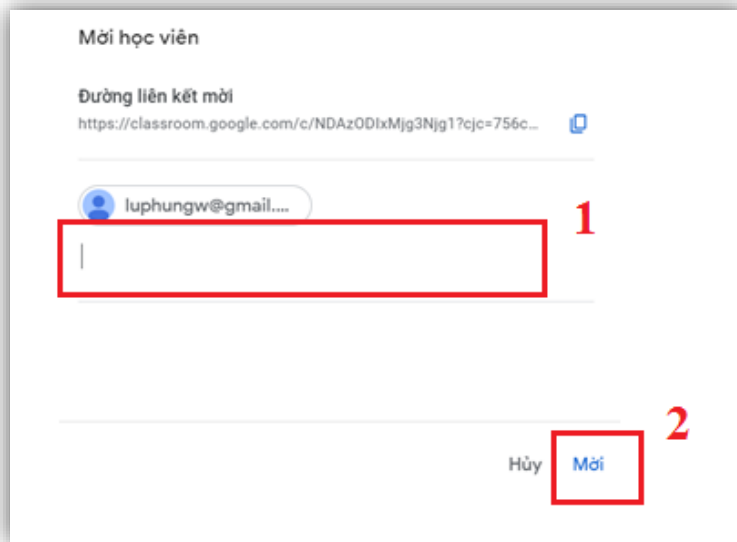 Mời học viên
Đường liên kết mời
https://classroom.google.com/c/NDAzODIxMjg3Njg1?cjc=756c...
luphungw@gmail....
1
2
Hủy Mời